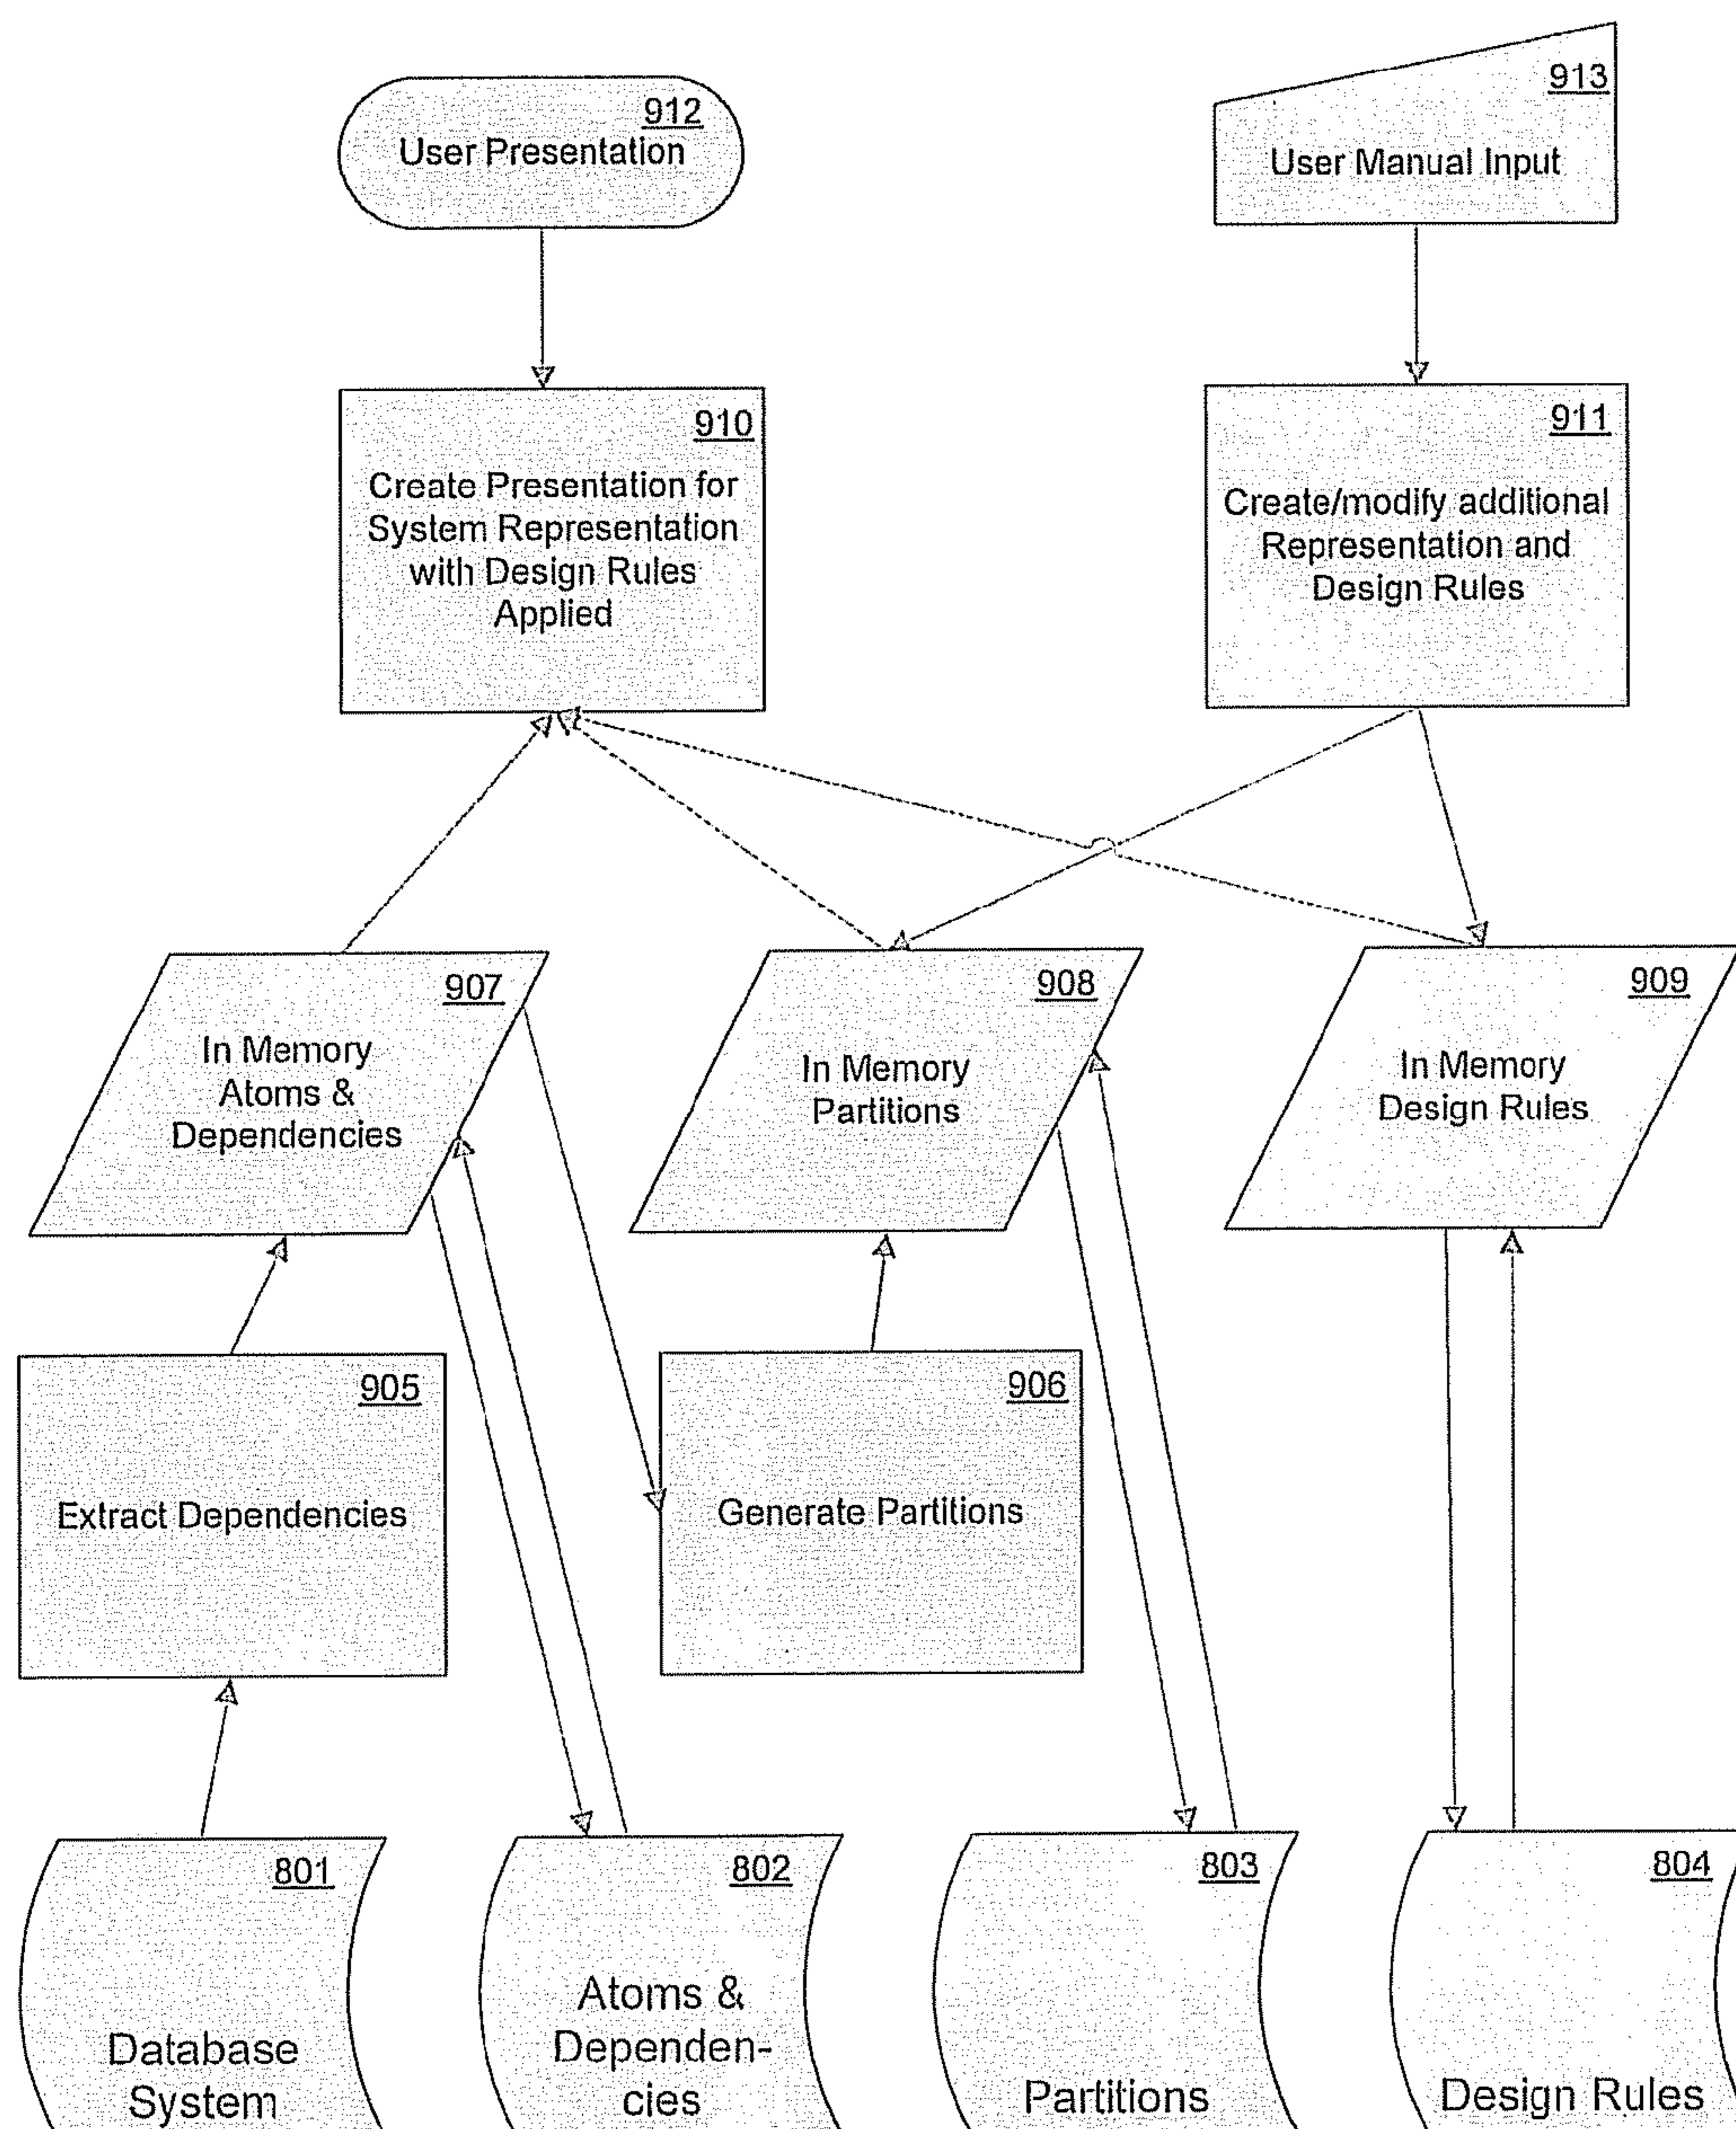 912
User Presentation
913
User Manual Input
910
Create Presentation for
System Representation
with Design Rules
Applied
911
Create/modify additional
Representation and
Design Rules
907
In Memory
Atoms &
Dependencies
908
In Memory
Partitions
909
In Memory
Design Rules
905
Extract Dependencies
906
Generate Partitions
801
Database
System
802
Atoms &
Dependen-
cies
803
Partitions
804
Design Rules